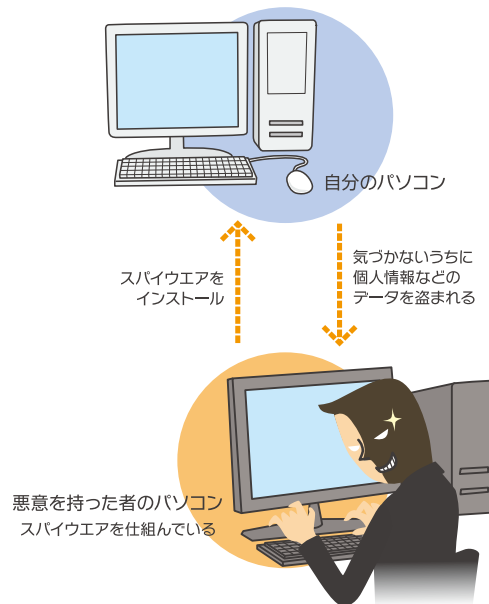 自分のパソコン
スパイウエアを
インストール
気づかないうちに
個人情報などの
データを盗まれる
悪意を持った者のパソコン
スパイウエアを仕組んでいる